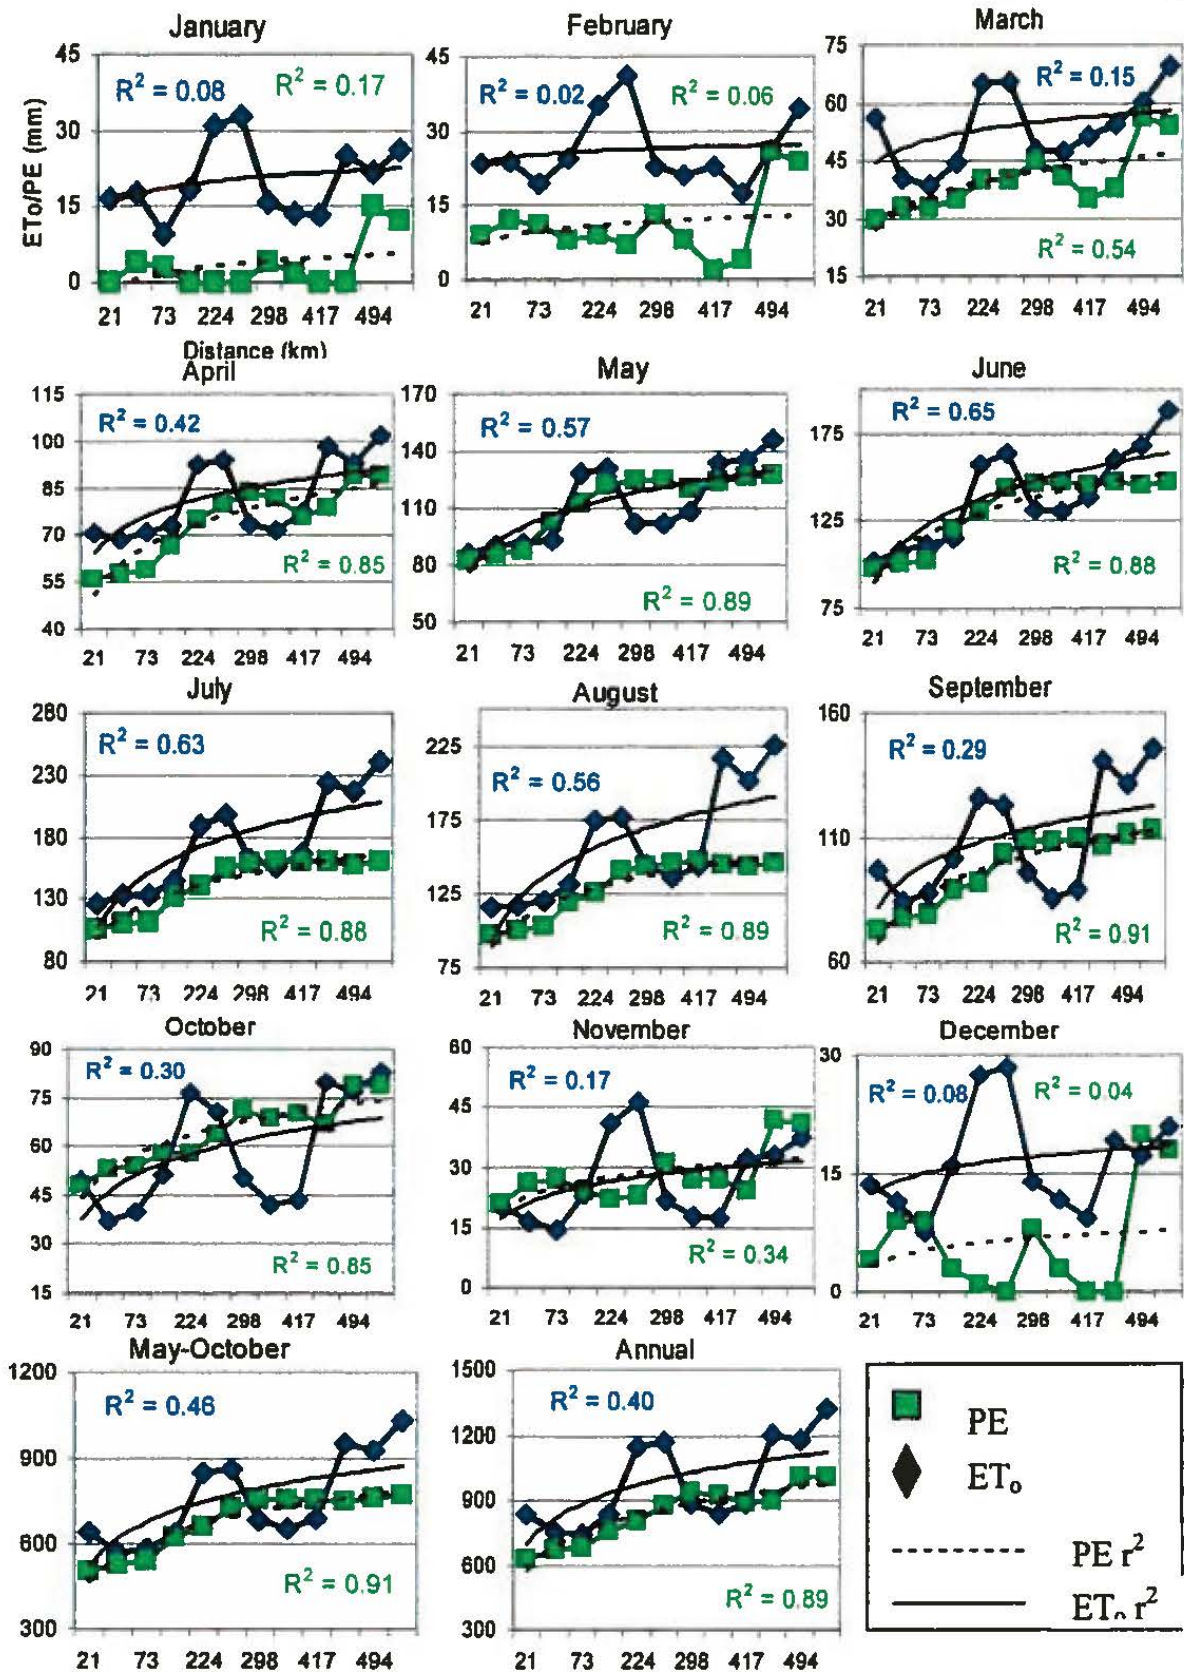 January
February
March
45
30
15
0
ETo/PE (mm)
R² = 0.08
R² = 0.17
21 73 224 298 417 494
Distance (km)
45
30
15
0
R² = 0.02
R² = 0.06
21 73 224 298 417 494
75
60
45
30
15
R² = 0.15
R² = 0.54
21 73 224 298 417 494
April
May
June
115
100
85
70
55
40
R² = 0.42
R² = 0.85
21 73 224 298 417 494
170
140
110
80
50
R² = 0.57
R² = 0.89
21 73 224 298 417 494
175
125
75
R² = 0.65
R² = 0.88
21 73 224 298 417 494
July
August
September
280
230
180
130
80
R² = 0.63
R² = 0.88
21 73 224 298 417 494
225
175
125
75
R² = 0.56
R² = 0.89
21 73 224 298 417 494
160
110
60
R² = 0.29
R² = 0.91
21 73 224 298 417 494
October
November
December
90
75
60
45
30
15
R² = 0.30
R² = 0.85
21 73 224 298 417 494
60
45
30
15
0
R² = 0.17
R² = 0.34
21 73 224 298 417 494
30
15
0
R² = 0.08
R² = 0.04
21 73 224 298 417 494
May-October
Annual
1200
900
600
300
R² = 0.46
R² = 0.91
21 73 224 298 417 494
1500
1200
900
600
300
R² = 0.40
R² = 0.89
21 73 224 298 417 494
PE
ETₒ
PE r²
ETₒ r²